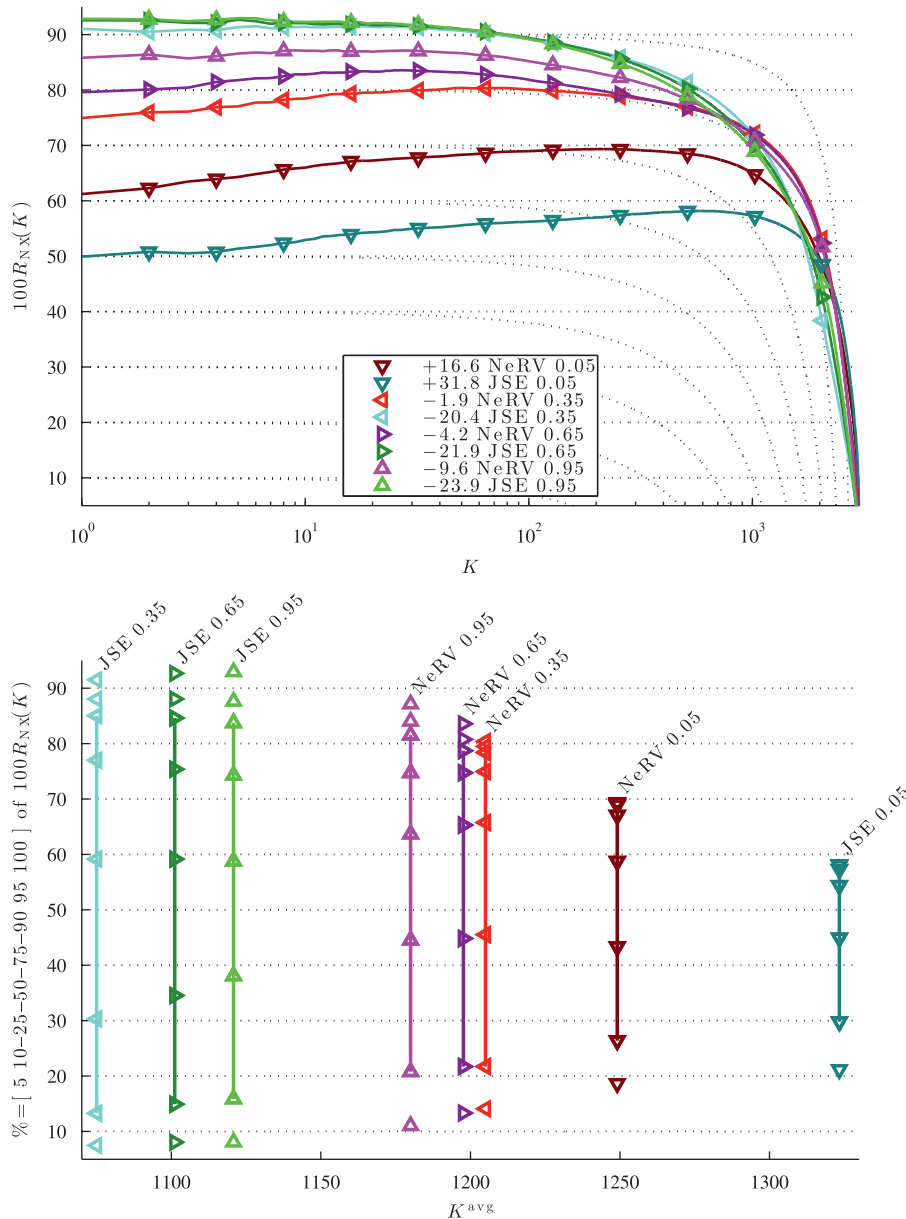 90
80
70
60
50
40
30
20
10
100R_NX(K)
+16.6 NeRV 0.05
+31.8 JSE 0.05
−1.9 NeRV 0.35
−20.4 JSE 0.35
−4.2 NeRV 0.65
−21.9 JSE 0.65
−9.6 NeRV 0.95
−23.9 JSE 0.95
10^0 10^1 10^2 10^3
K
JSE 0.35
JSE 0.65
JSE 0.95
NeRV 0.95
NeRV 0.65
NeRV 0.35
NeRV 0.05
JSE 0.05
90
80
70
60
50
40
30
20
10
%=[ 5 10–25–50–75–90 95 100 ] of 100R_NX(K)
1100 1150 1200 1250 1300
K^avg